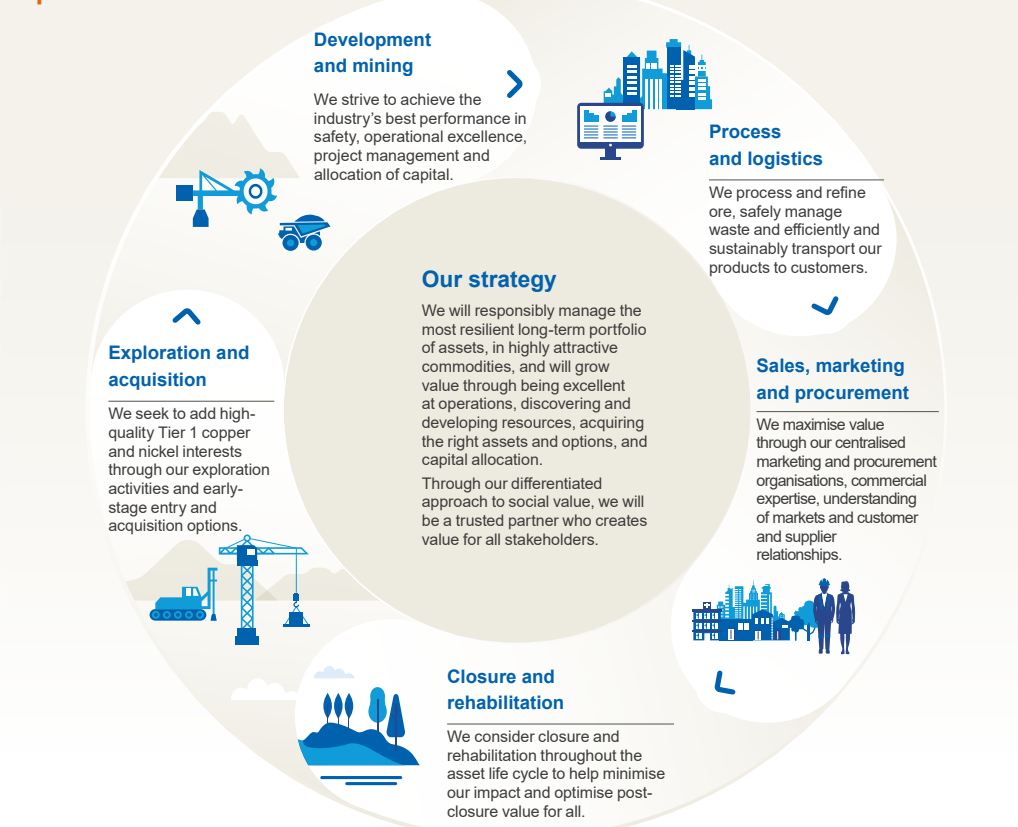 Development
and mining
We strive to achieve the
industry's best performance in
safety, operational excellence,
project management and
allocation of capital.
Process
and logistics
We process and refine
ore, safely manage
waste and efficiently and
sustainably transport our
products to customers.
Our strategy
We will responsibly manage the
most resilient long-term portfolio
of assets, in highly attractive
commodities, and will grow
value through being excellent
at operations, discovering and
developing resources, acquiring
the right assets and options, and
capital allocation.
Through our differentiated
approach to social value, we will
be a trusted partner who creates
value for all stakeholders.
Exploration and
acquisition
We seek to add high-
quality Tier 1 copper
and nickel interests
through our exploration
activities and early-
stage entry and
acquisition options.
Sales, marketing
and procurement
We maximise value
through our centralised
marketing and procurement
organisations, commercial
expertise, understanding
of markets and customer
and supplier
relationships.
Closure and
rehabilitation
We consider closure and
rehabilitation throughout the
asset life cycle to help minimise
our impact and optimise post-
closure value for all.